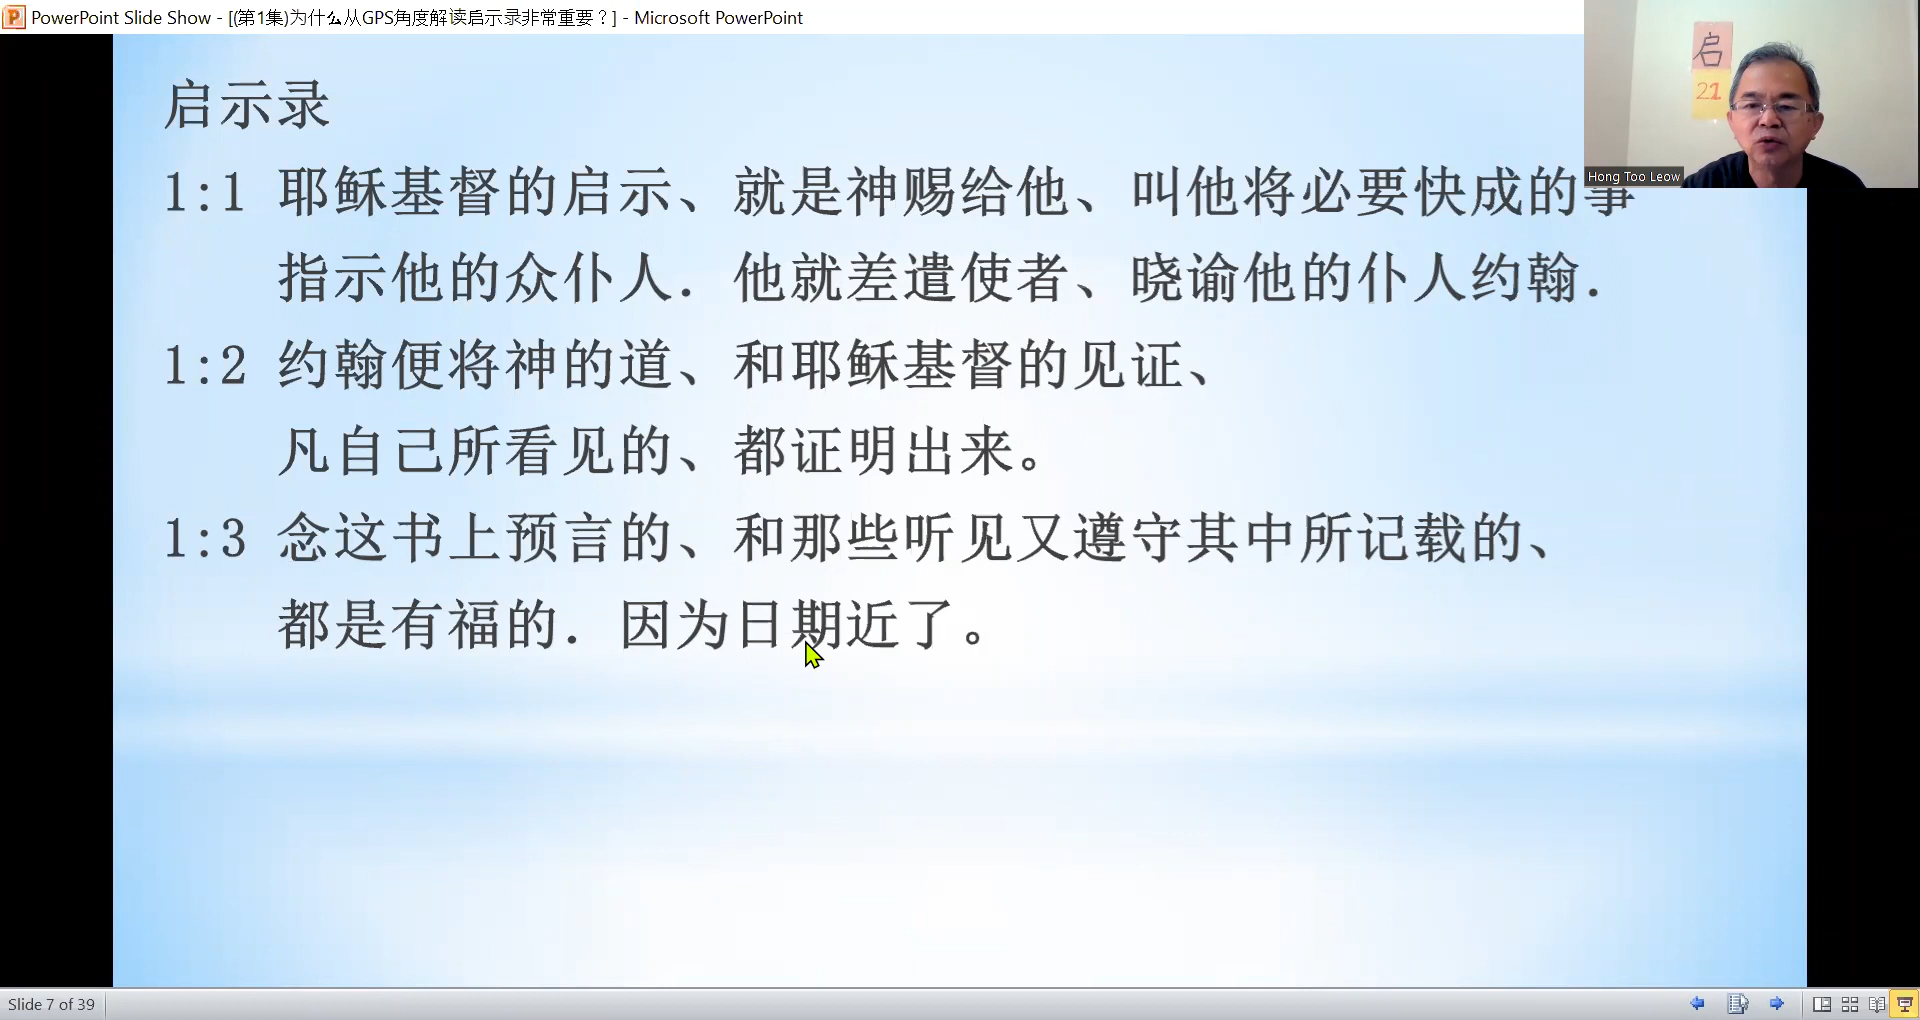 PowerPoint Slide Show - [(第1集)为什么从GPS角度解读启示录非常重要？] - Microsoft PowerPoint
启
21
Hong Too Leow
启示录
1:1 耶稣基督的启示、就是神赐给他、叫他将必要快成的事
指示他的众仆人．他就差遣使者、晓谕他的仆人约翰．
1:2 约翰便将神的道、和耶稣基督的见证、
凡自己所看见的、都证明出来。
1:3 念这书上预言的、和那些听见又遵守其中所记载的、
都是有福的．因为日期近了。
Slide 7 of 39